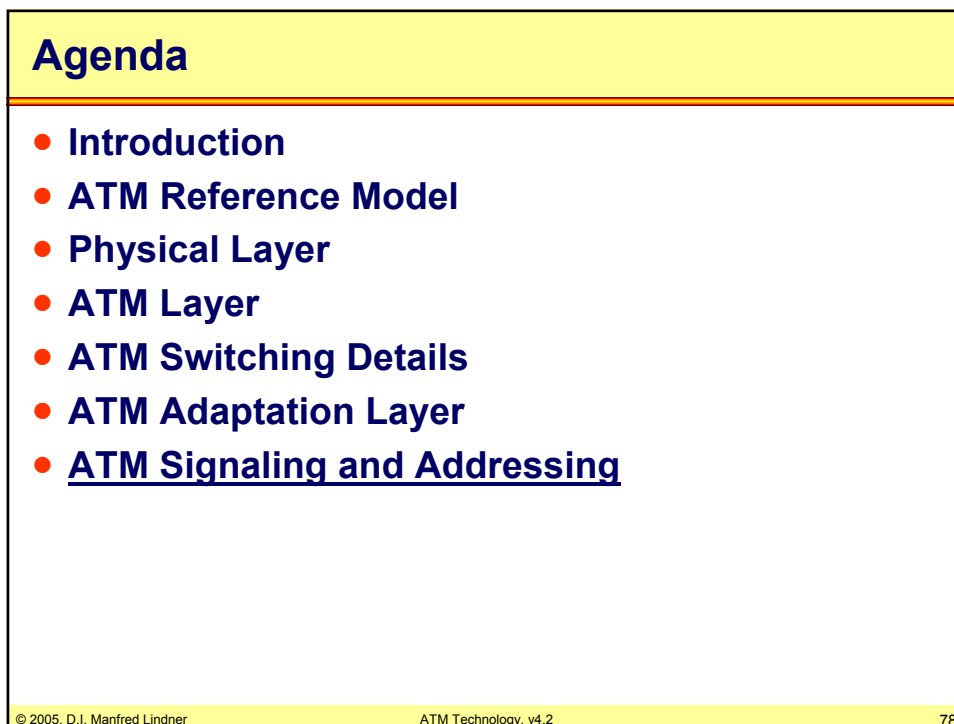 Agenda
• Introduction
• ATM Reference Model
• Physical Layer
• ATM Layer
• ATM Switching Details
• ATM Adaptation Layer
• ATM Signaling and Addressing
© 2005, D.I. Manfred Lindner ATM Technology, v4.2 78